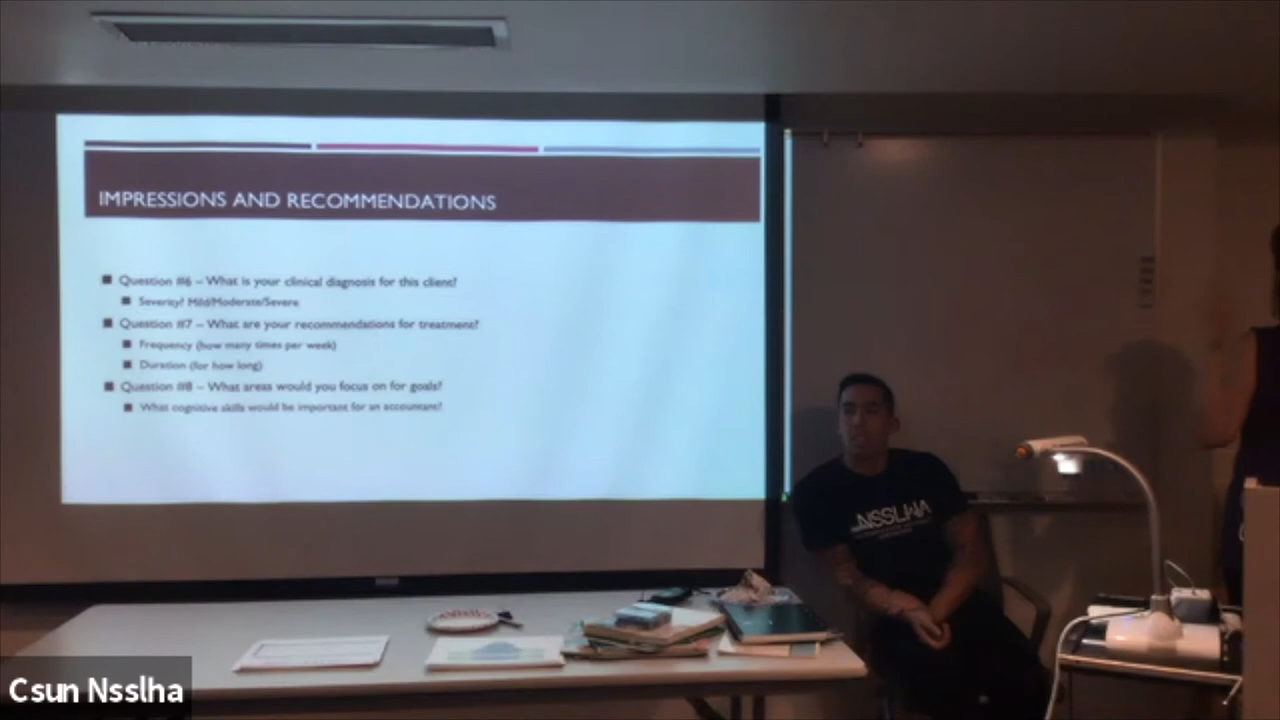 IMPRESSIONS AND RECOMMENDATIONS
Question #6 – What is your clinical diagnosis for this client?
Severity? Mild/Moderate/Severe
Question #7 – What are your recommendations for treatment?
Frequency (how many times per week)
Duration (for how long)
Question #8 – What areas would you focus on for goals?
What cognitive skills would be important for an accountant?
NSSLHA
Csun Nsslha